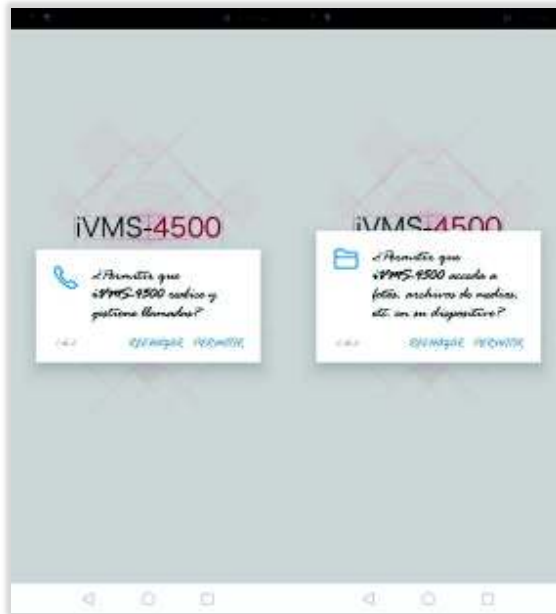 iVMS-4500
¿Permitir que
iVMS-4500 realice y
gestione llamadas?
RECHAZAR PERMITIR
iVMS-4500
¿Permitir que
iVMS-4500 acceda a
fotos, archivos de medios,
etc. en su dispositivo?
RECHAZAR PERMITIR